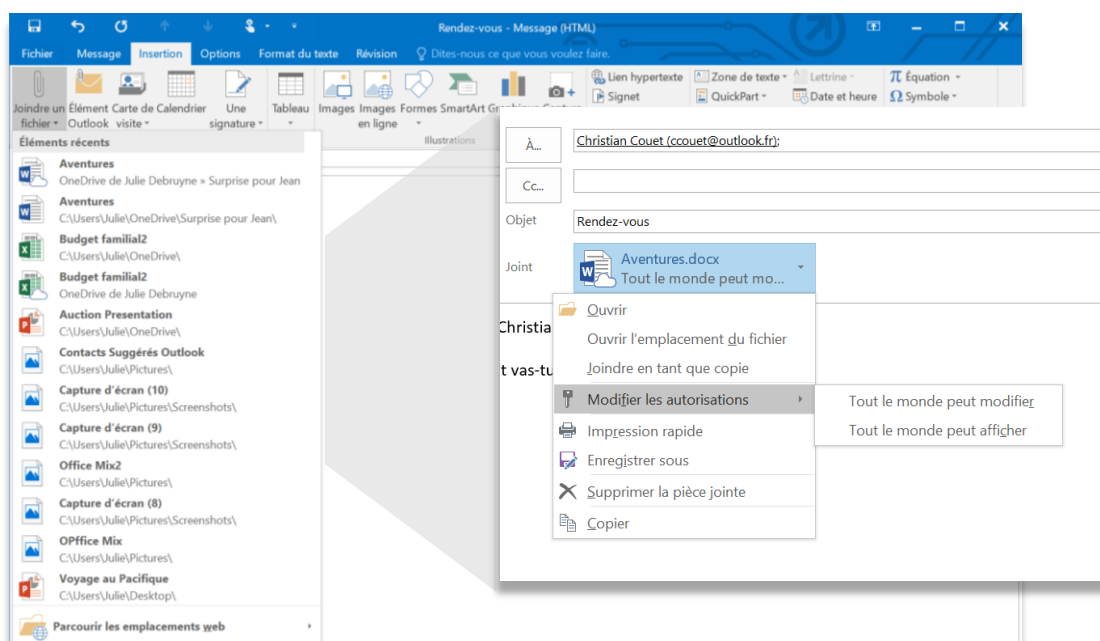 Rendez-vous - Message (HTML)
Fichier Message Insertion Options Format du texte Révision Dites-nous ce que vous voulez faire.
Joindre un fichier
Élément Outlook
Carte de visite
Calendrier
Une signature
Tableau
Images
Images en ligne
Formes
SmartArt
Lien hypertexte
Signet
Zone de texte
QuickPart
Lettrine
Date et heure
Équation
Symbole
Illustrations
Éléments récents
Aventures
OneDrive de Julie Debruyne » Surprise pour Jean
Aventures
C:\Users\Julie\OneDrive\Surprise pour Jean\
Budget familial2
C:\Users\Julie\OneDrive\
Budget familial2
OneDrive de Julie Debruyne
Auction Presentation
C:\Users\Julie\OneDrive\
Contacts Suggérés Outlook
C:\Users\Julie\Pictures\
Capture d'écran (10)
C:\Users\Julie\Pictures\Screenshots\
Capture d'écran (9)
C:\Users\Julie\Pictures\Screenshots\
Office Mix2
C:\Users\Julie\Pictures\
Capture d'écran (8)
C:\Users\Julie\Pictures\Screenshots\
OPffice Mix
C:\Users\Julie\Pictures\
Voyage au Pacifique
C:\Users\Julie\Desktop\
Parcourir les emplacements web
À...
Christian Couet (ccouet@outlook.fr);
Cc...
Objet
Rendez-vous
Joint
Aventures.docx
Tout le monde peut mo...
Christia
t vas-tu
Ouvrir
Ouvrir l'emplacement du fichier
Joindre en tant que copie
Modifier les autorisations
Impression rapide
Enregistrer sous
Supprimer la pièce jointe
Copier
Tout le monde peut modifier
Tout le monde peut afficher